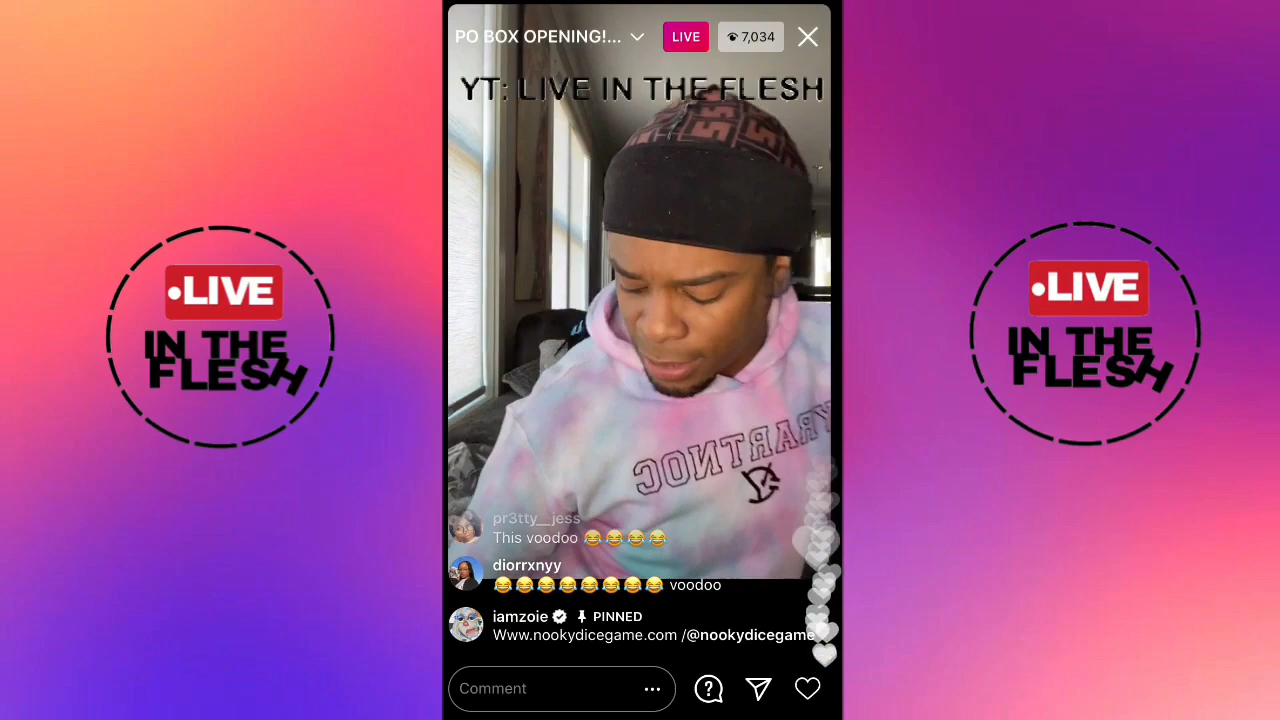 PO BOX OPENING!...
LIVE
7,034
YT: LIVE IN THE FLESH
LIVE
IN THE
FLESH
LIVE
IN THE
FLESH
CONTRARY
pr3tty__jess
This voodoo 😂😂😂😂
diorrxnyy
😂😂😂😂😂😂😂😂 voodoo
iamzoie PINNED
Www.nookydicegame.com /@nookydicegame
Comment